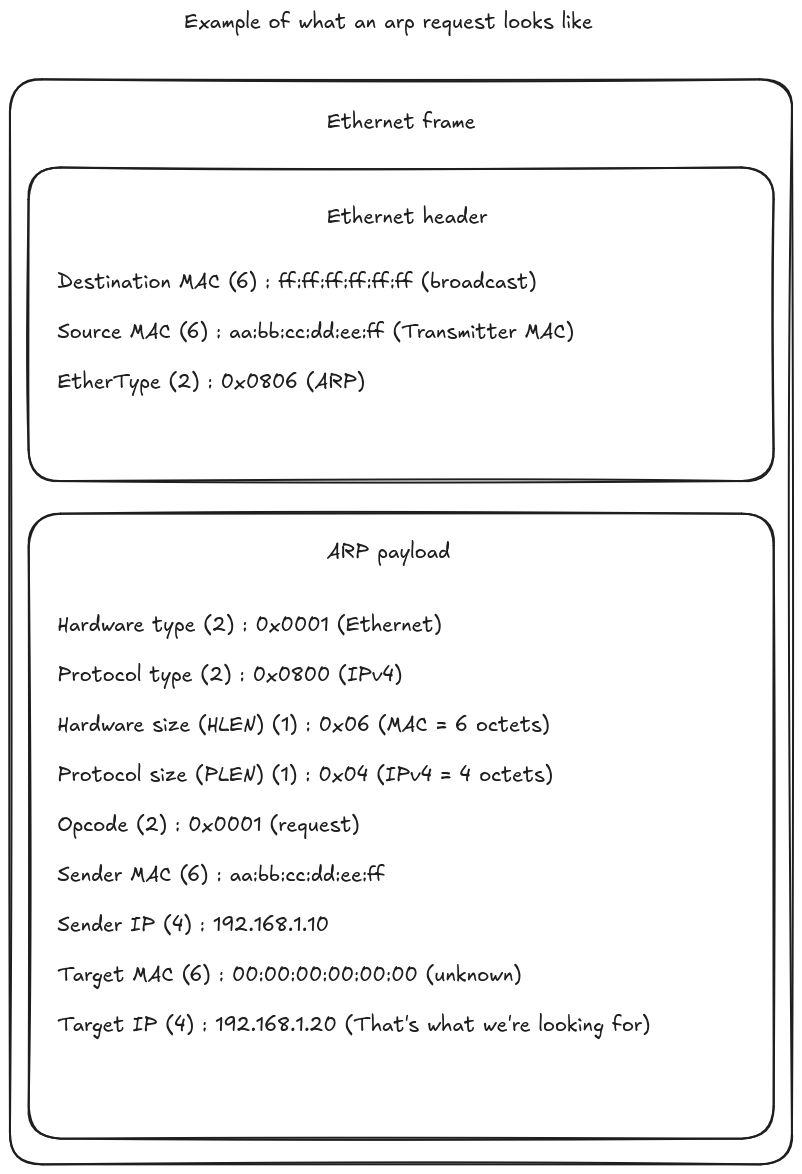 Example of what an arp request looks like
Ethernet frame
Ethernet header
Destination MAC (6) : ff:ff:ff:ff:ff:ff (broadcast)
Source MAC (6) : aa:bb:cc:dd:ee:ff (Transmitter MAC)
EtherType (2) : 0x0806 (ARP)
ARP payload
Hardware type (2) : 0x0001 (Ethernet)
Protocol type (2) : 0x0800 (IPv4)
Hardware size (HLEN) (1) : 0x06 (MAC = 6 octets)
Protocol size (PLEN) (1) : 0x04 (IPv4 = 4 octets)
Opcode (2) : 0x0001 (request)
Sender MAC (6) : aa:bb:cc:dd:ee:ff
Sender IP (4) : 192.168.1.10
Target MAC (6) : 00:00:00:00:00:00 (unknown)
Target IP (4) : 192.168.1.20 (That's what we're looking for)